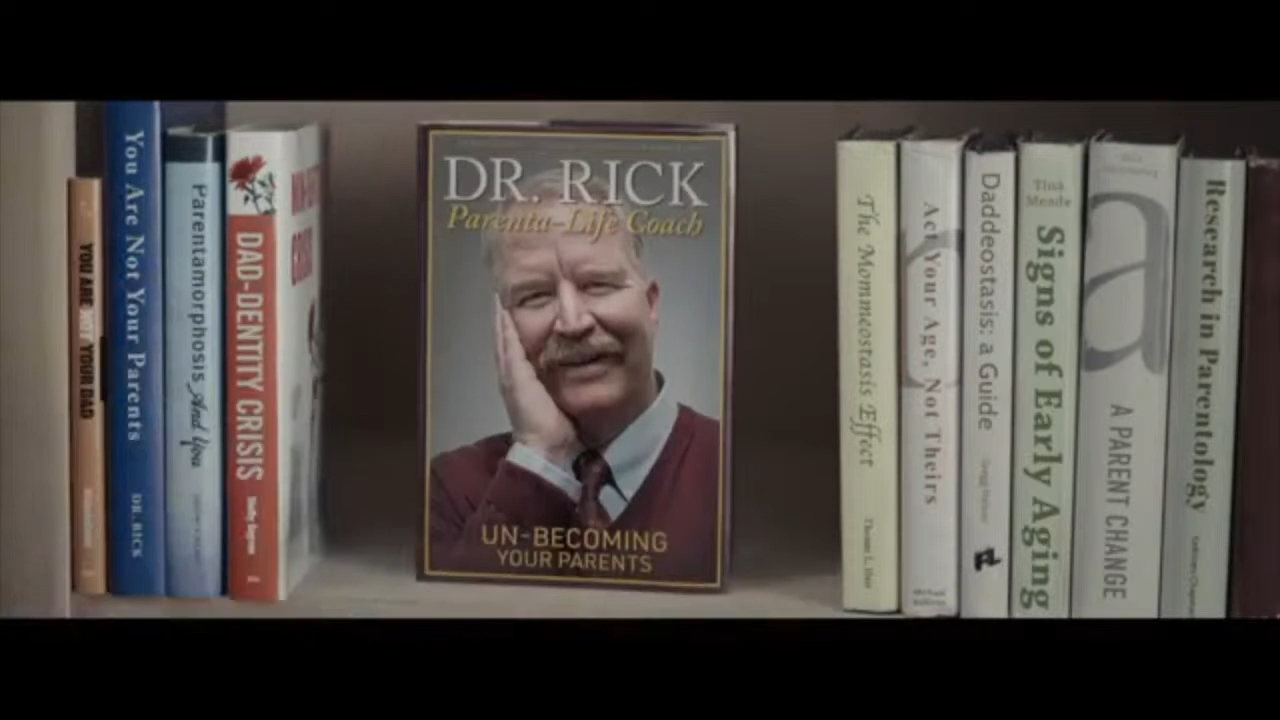 YOU ARE NOT YOUR DAD
You Are Not Your Parents
DR. RICK
Parentamorphosis And You
DAD-DENTITY CRISIS
DR. RICK
Parenta-Life Coach
UN-BECOMING
YOUR PARENTS
The Mommeostasis Effect
Act Your Age, Not Theirs
Daddeostasis: a Guide
Tina
Meade
Signs of Early Aging
a
A PARENT CHANGE
Research in Parentology